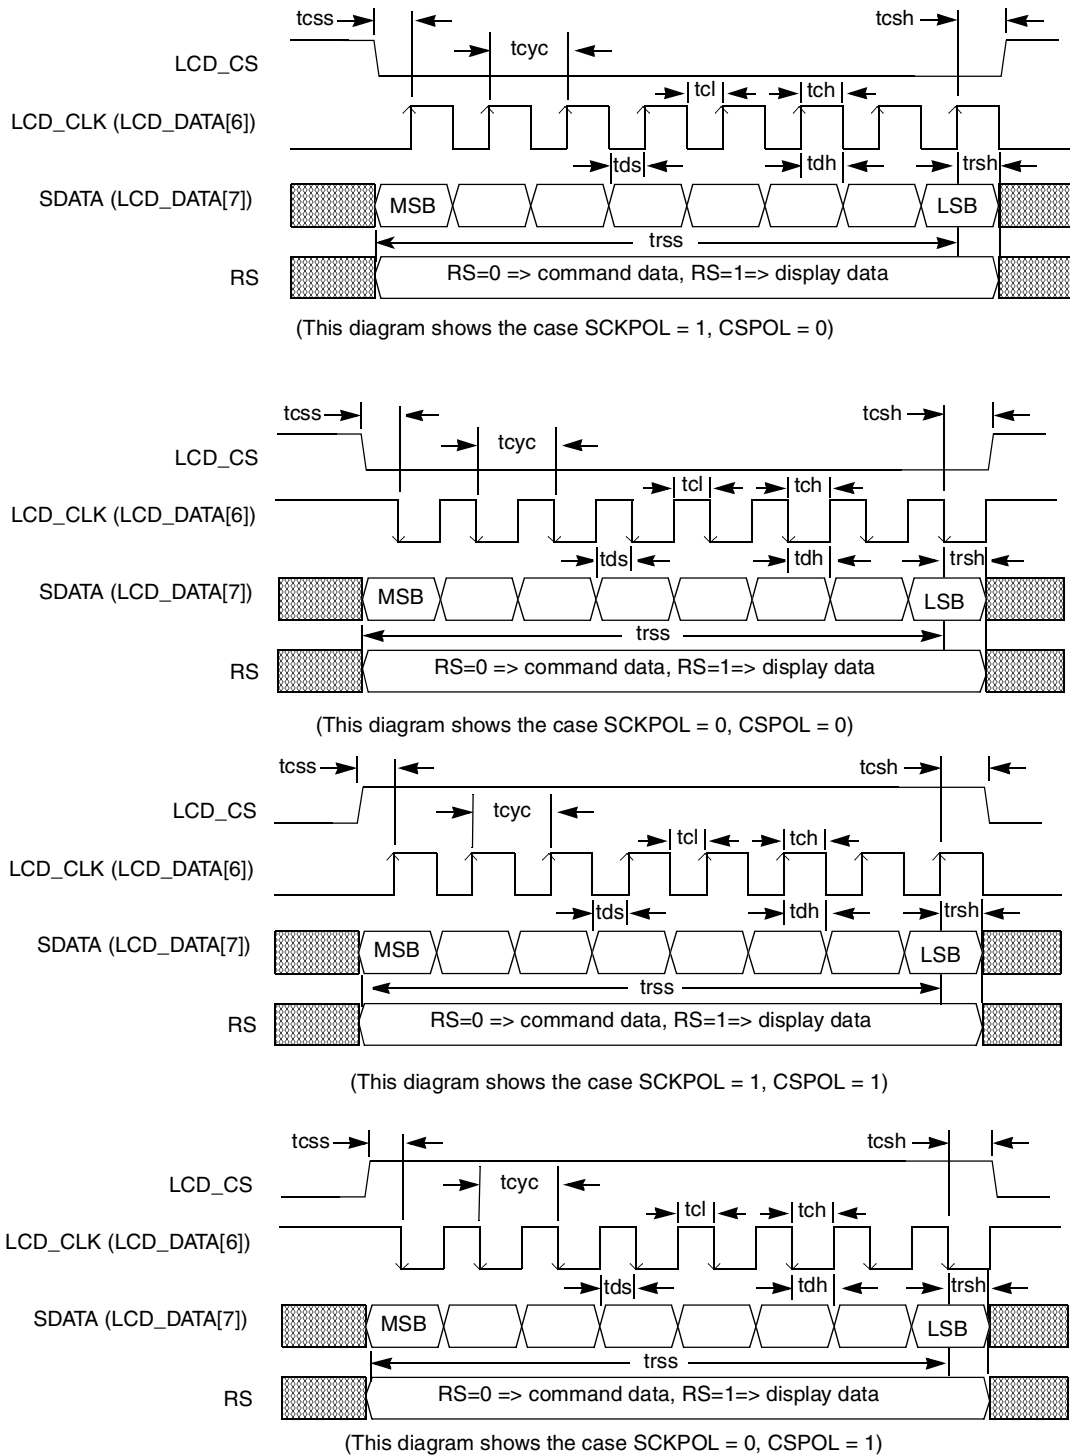 tcss tcsh
LCD_CS tcyc
tcl tch
LCD_CLK (LCD_DATA[6])
tds tdh trsh
SDATA (LCD_DATA[7]) MSB LSB
trss
RS RS=0 => command data, RS=1=> display data
(This diagram shows the case SCKPOL = 1, CSPOL = 0)
tcss tcsh
tcyc
LCD_CS
tcl tch
LCD_CLK (LCD_DATA[6])
tds tdh trsh
SDATA (LCD_DATA[7]) MSB LSB
trss
RS RS=0 => command data, RS=1=> display data
(This diagram shows the case SCKPOL = 0, CSPOL = 0)
tcss tcsh
LCD_CS tcyc
tcl tch
LCD_CLK (LCD_DATA[6])
tds tdh trsh
SDATA (LCD_DATA[7]) MSB LSB
trss
RS RS=0 => command data, RS=1=> display data
(This diagram shows the case SCKPOL = 1, CSPOL = 1)
tcss tcsh
LCD_CS tcyc
tcl tch
LCD_CLK (LCD_DATA[6])
tds tdh trsh
SDATA (LCD_DATA[7]) MSB LSB
trss
RS RS=0 => command data, RS=1=> display data
(This diagram shows the case SCKPOL = 0, CSPOL = 1)